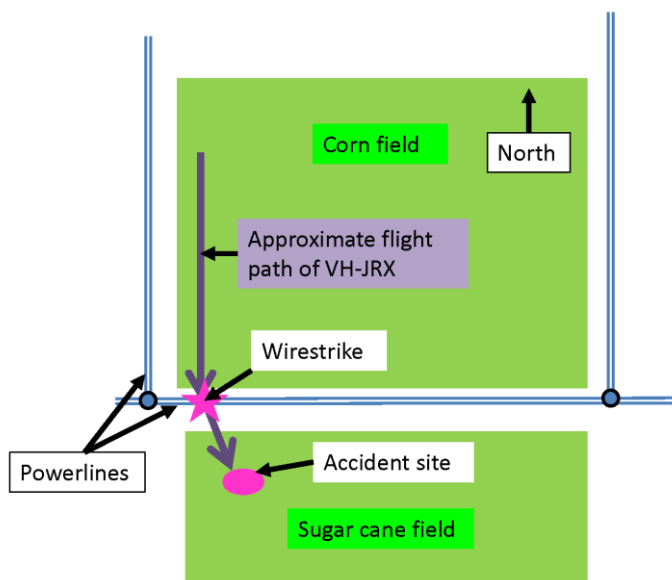 Corn field
North
Approximate flight
path of VH-JRX
Wirestrike
Powerlines
Accident site
Sugar cane field